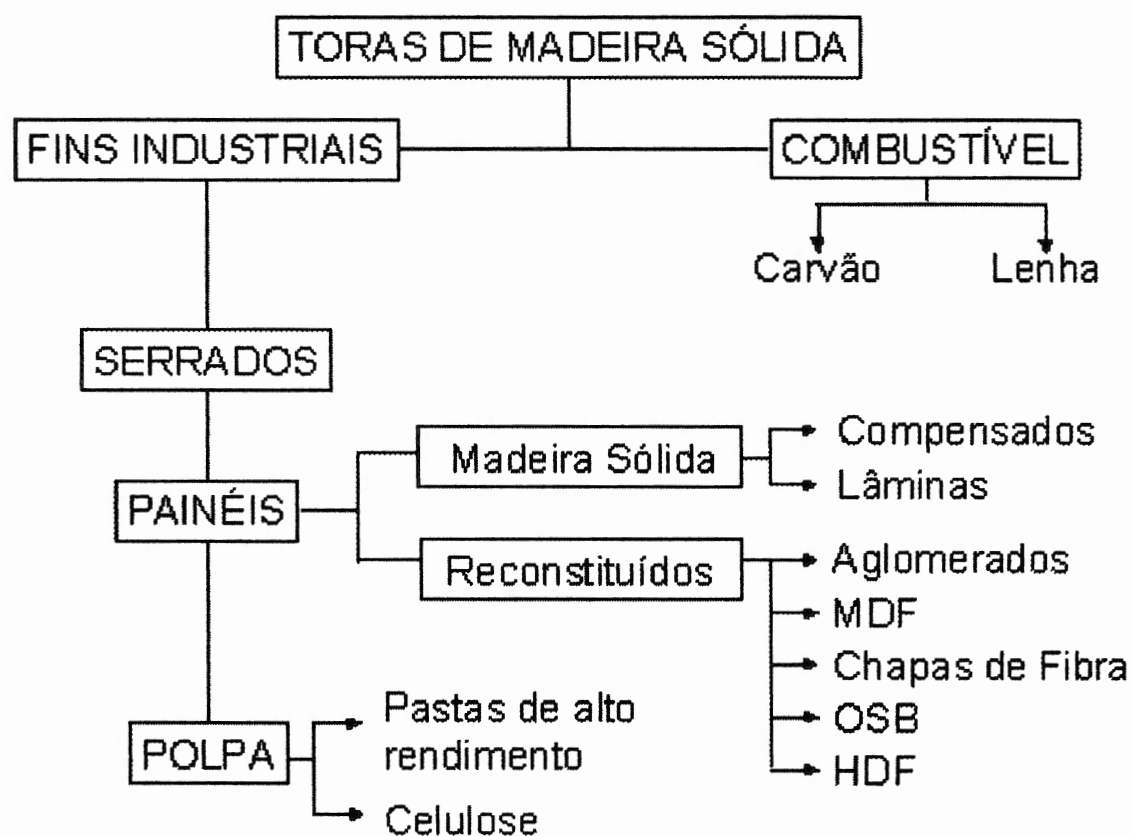 TORAS DE MADEIRA SÓLIDA
FINS INDUSTRIAIS
COMBUSTÍVEL
Carvão
Lenha
SERRADOS
Madeira Sólida
Compensados
Lâminas
PAINÉIS
Reconstituídos
Aglomerados
MDF
Chapas de Fibra
OSB
HDF
POLPA
Pastas de alto
rendimento
Celulose